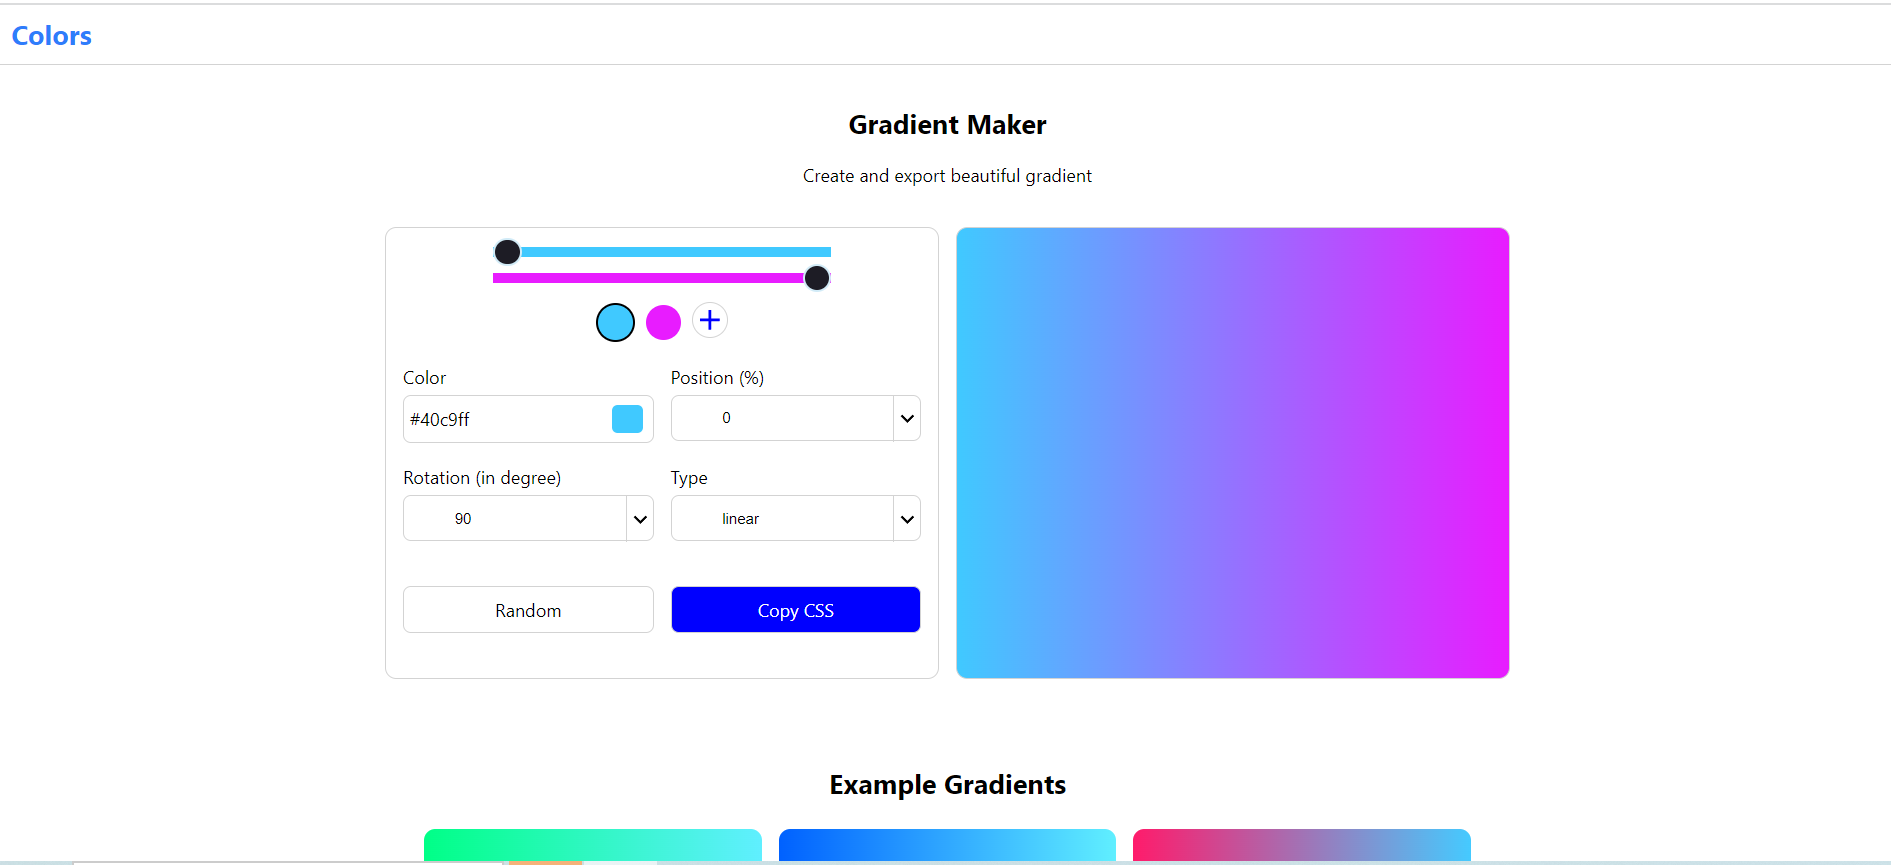 Colors
Gradient Maker
Create and export beautiful gradient
Color
Position (%)
#40c9ff
0
Rotation (in degree)
Type
90
linear
Random
Copy CSS
Example Gradients